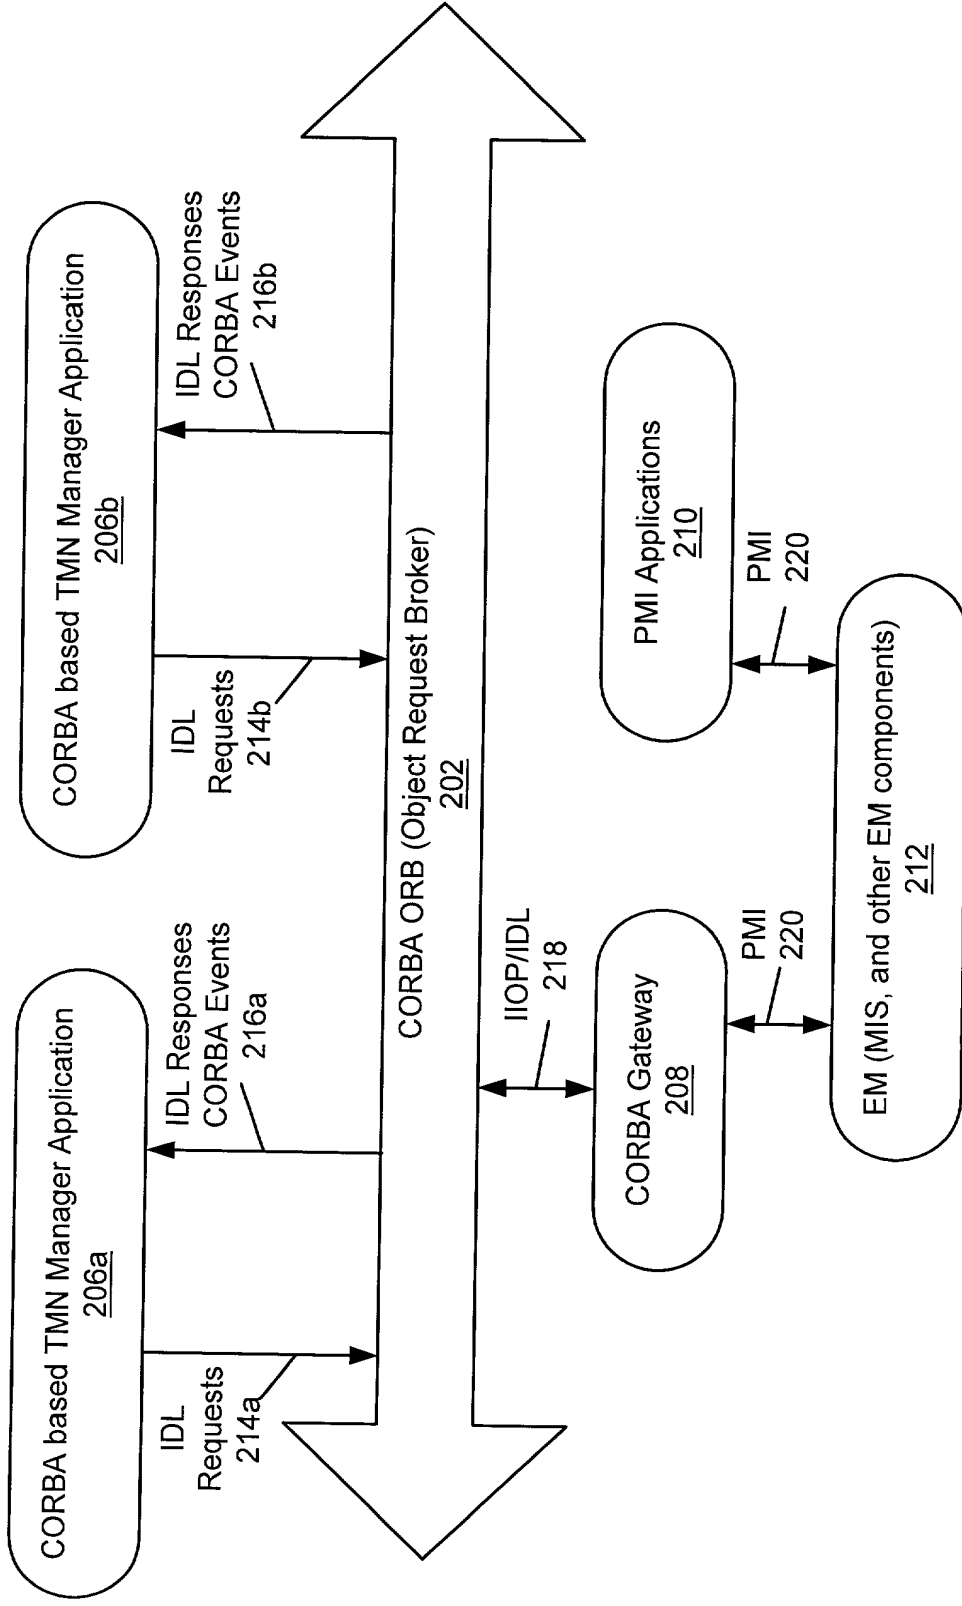 CORBA based TMN Manager Application
206a
CORBA based TMN Manager Application
206b
IDL
Requests
214a
IDL Responses
CORBA Events
216a
IDL
Requests
214b
IDL Responses
CORBA Events
216b
CORBA ORB (Object Request Broker)
202
IIOP/IDL
218
CORBA Gateway
208
PMI Applications
210
PMI
220
PMI
220
EM (MIS, and other EM components)
212